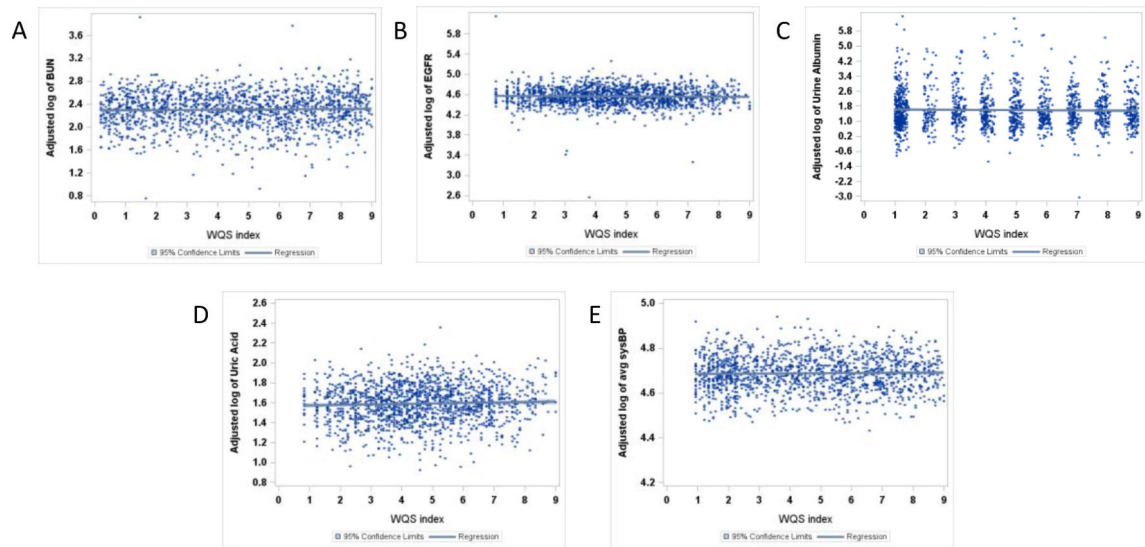 A
Adjusted log of BUN
3.6
3.2
2.8
2.4
2.0
1.6
1.2
0.8
0 1 2 3 4 5 6 7 8 9
WQS index
95% Confidence Limits Regression
B
Adjusted log of EGFR
5.8
5.4
5.0
4.6
4.2
3.8
3.4
3.0
2.6
0 1 2 3 4 5 6 7 8 9
WQS index
95% Confidence Limits Regression
C
Adjusted log of Urine Albumin
5.8
5.0
4.2
3.4
2.6
1.8
1.0
0.2
-0.6
-1.4
-2.2
-3.0
0 1 2 3 4 5 6 7 8 9
WQS index
95% Confidence Limits Regression
D
Adjusted log of Uric Acid
2.6
2.4
2.2
2.0
1.8
1.6
1.4
1.2
1.0
0.8
0 1 2 3 4 5 6 7 8 9
WQS index
95% Confidence Limits Regression
E
Adjusted log of avg sysBP
5.0
4.8
4.6
4.4
4.2
0 1 2 3 4 5 6 7 8 9
WQS index
95% Confidence Limits Regression